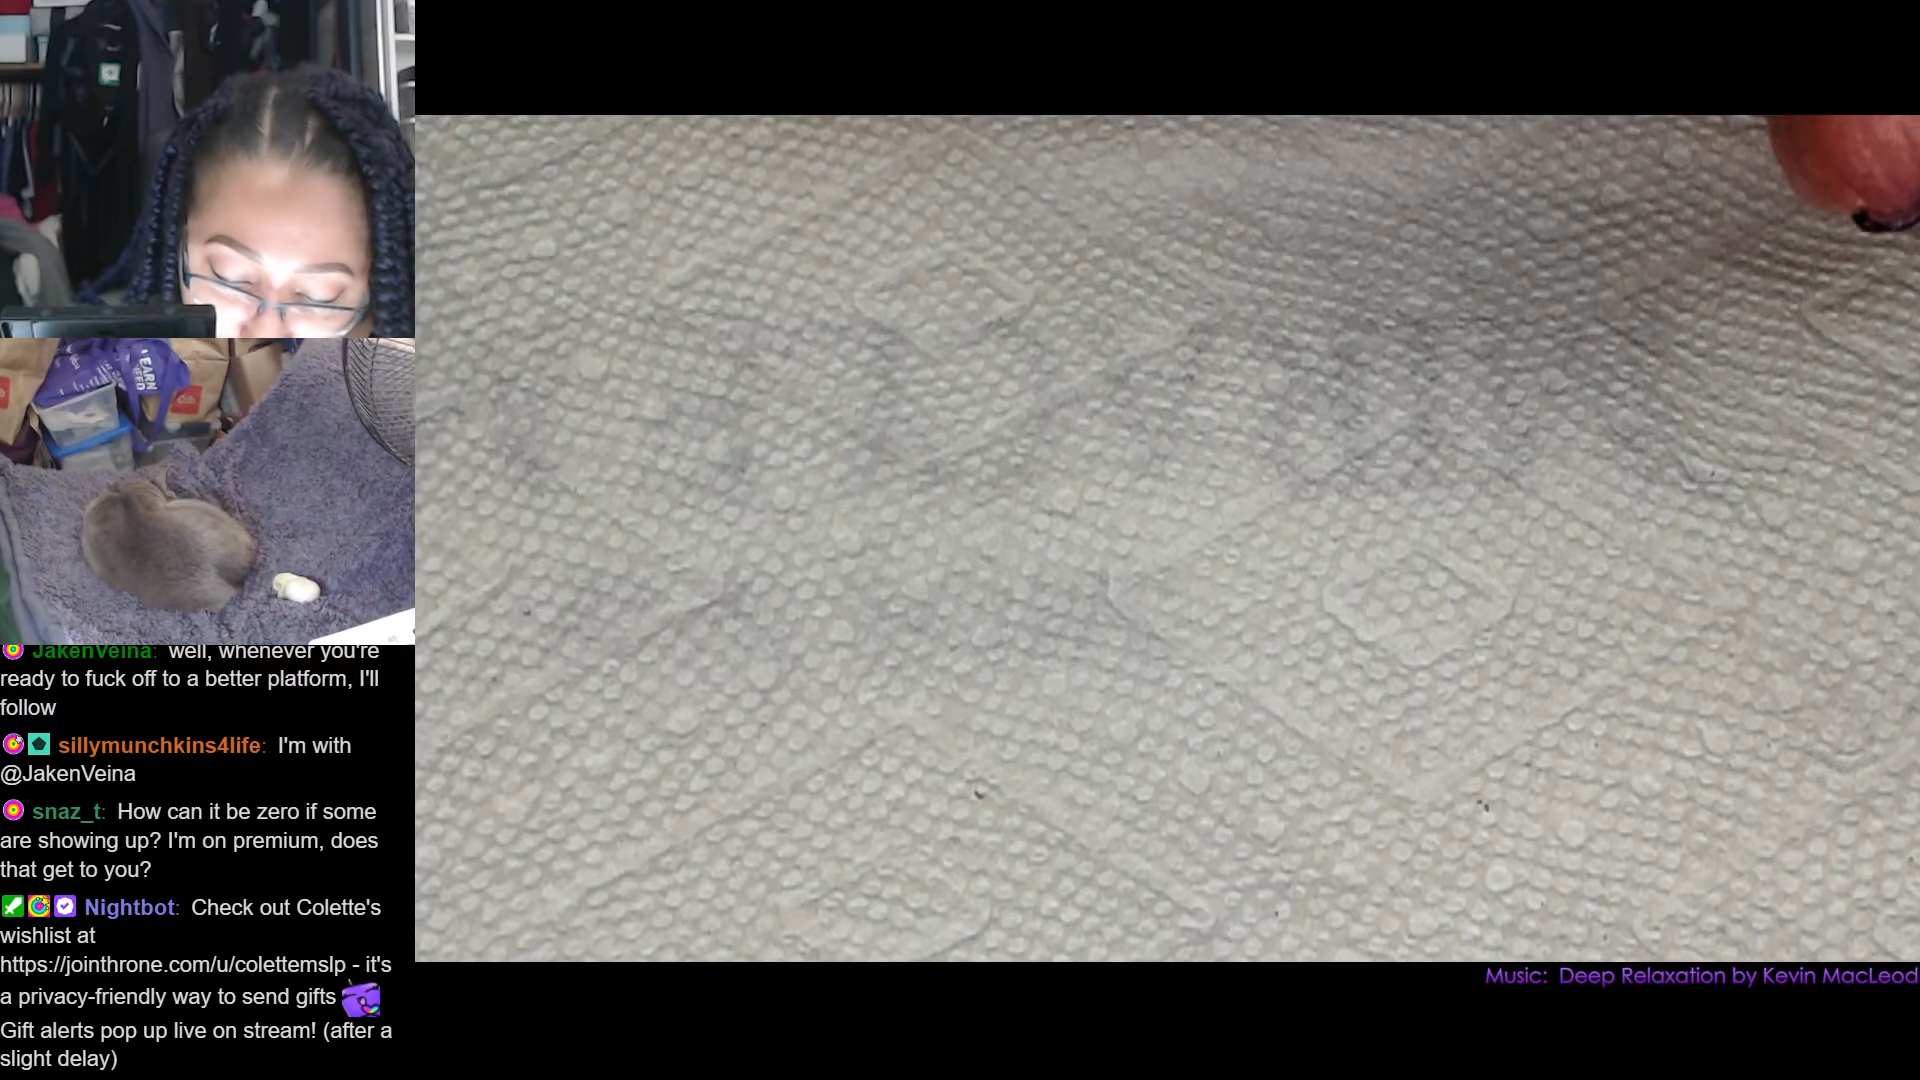 LEARN
JakenVeina: well, whenever you're
ready to fuck off to a better platform, I'll
follow
sillymunchkins4life: I'm with
@JakenVeina
snaz_t: How can it be zero if some
are showing up? I'm on premium, does
that get to you?
Nightbot: Check out Colette's
wishlist at
https://jointhrone.com/u/colettemslp - it's
a privacy-friendly way to send gifts
Gift alerts pop up live on stream! (after a
slight delay)
Music: Deep Relaxation by Kevin MacLeod